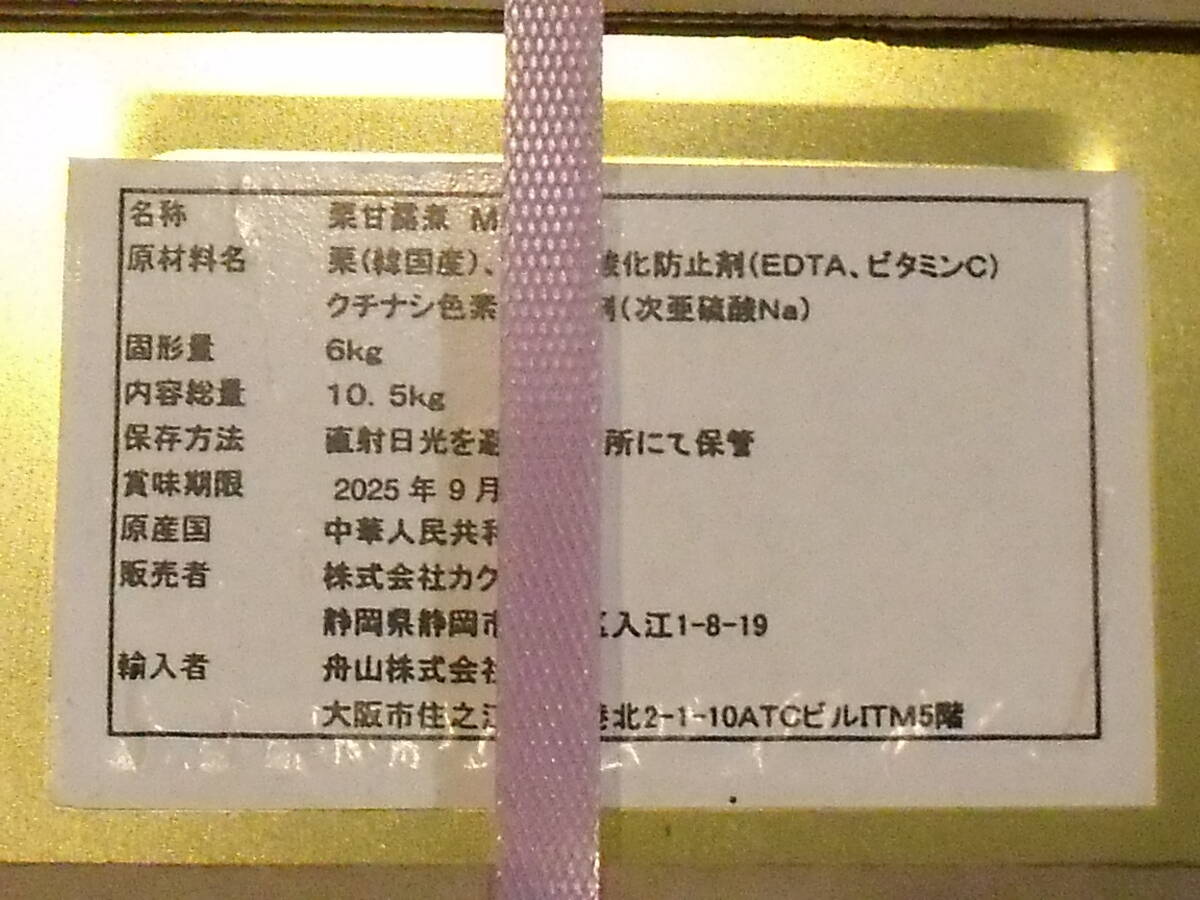 名称 栗甘露煮 M
原材料名 栗(韓国産)、 酸化防止剤(EDTA、ビタミンC)
クチナシ色素 剤(次亜硫酸Na)
固形量 6kg
内容総量 10.5kg
保存方法 直射日光を避 所にて保管
賞味期限 2025年9月
原産国 中華人民共和
販売者 株式会社カク
静岡県静岡市 区入江1-8-19
輸入者 舟山株式会社
大阪市住之江 港北2-1-10ATCビルITM5階